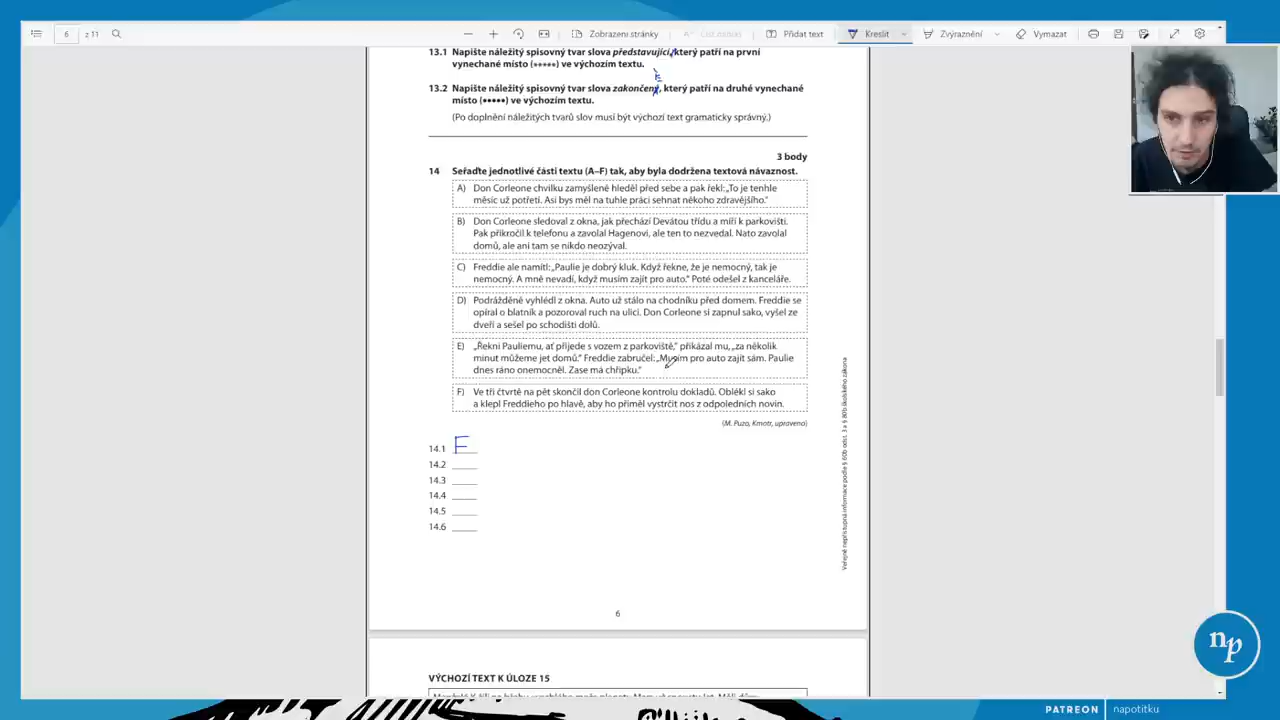 6 z 11
Zobrazení stránky
Číst nahlas
Přidat text
Kreslit
Zvýraznění
Vymazat
13.1 Napište náležitý spisovný tvar slova představující, který patří na první
vynechané místo (*****) ve výchozím textu.
13.2 Napište náležitý spisovný tvar slova zakončený, který patří na druhé vynechané
místo (•••••) ve výchozím textu.
(Po doplnění náležitých tvarů slov musí být výchozí text gramaticky správný.)
3 body
14 Seřaďte jednotlivé části textu (A–F) tak, aby byla dodržena textová návaznost.
A) Don Corleone chvilku zamyšleně hleděl před sebe a pak řekl: „To je tenhle
měsíc už potřetí. Asi bys měl na tuhle práci sehnat někoho zdravějšího.“
B) Don Corleone sledoval z okna, jak přechází Devátou třídu a míří k parkovišti.
Pak přikročil k telefonu a zavolal Hagenovi, ale ten to nezvedal. Nato zavolal
domů, ale ani tam se nikdo neozýval.
C) Freddie ale namítl: „Paulie je dobrý kluk. Když řekne, že je nemocný, tak je
nemocný. A mně nevadí, když musím zajít pro auto.“ Poté odešel z kanceláře.
D) Podrážděně vyhlédl z okna. Auto už stálo na chodníku před domem. Freddie se
opíral o blatník a pozoroval ruch na ulici. Don Corleone si zapnul sako, vyšel ze
dveří a sešel po schodišti dolů.
E) „Řekni Pauliemu, ať přijede s vozem z parkoviště,“ přikázal mu, „za několik
minut můžeme jet domů.“ Freddie zabručel: „Musím pro auto zajít sám. Paulie
dnes ráno onemocněl. Zase má chřipku.“
F) Ve tři čtvrtě na pět skončil don Corleone kontrolu dokladů. Oblékl si sako
a klepl Freddieho po hlavě, aby ho přiměl vystrčit nos z odpoledních novin.
(M. Puzo, Kmotr, upraveno)
14.1 F
14.2
14.3
14.4
14.5
14.6
Veřejně nepřístupná informace podle § 60b odst. 3 a § 80b školského zákona
6
VÝCHOZÍ TEXT K ÚLOZE 15
np
PATREON napotitku